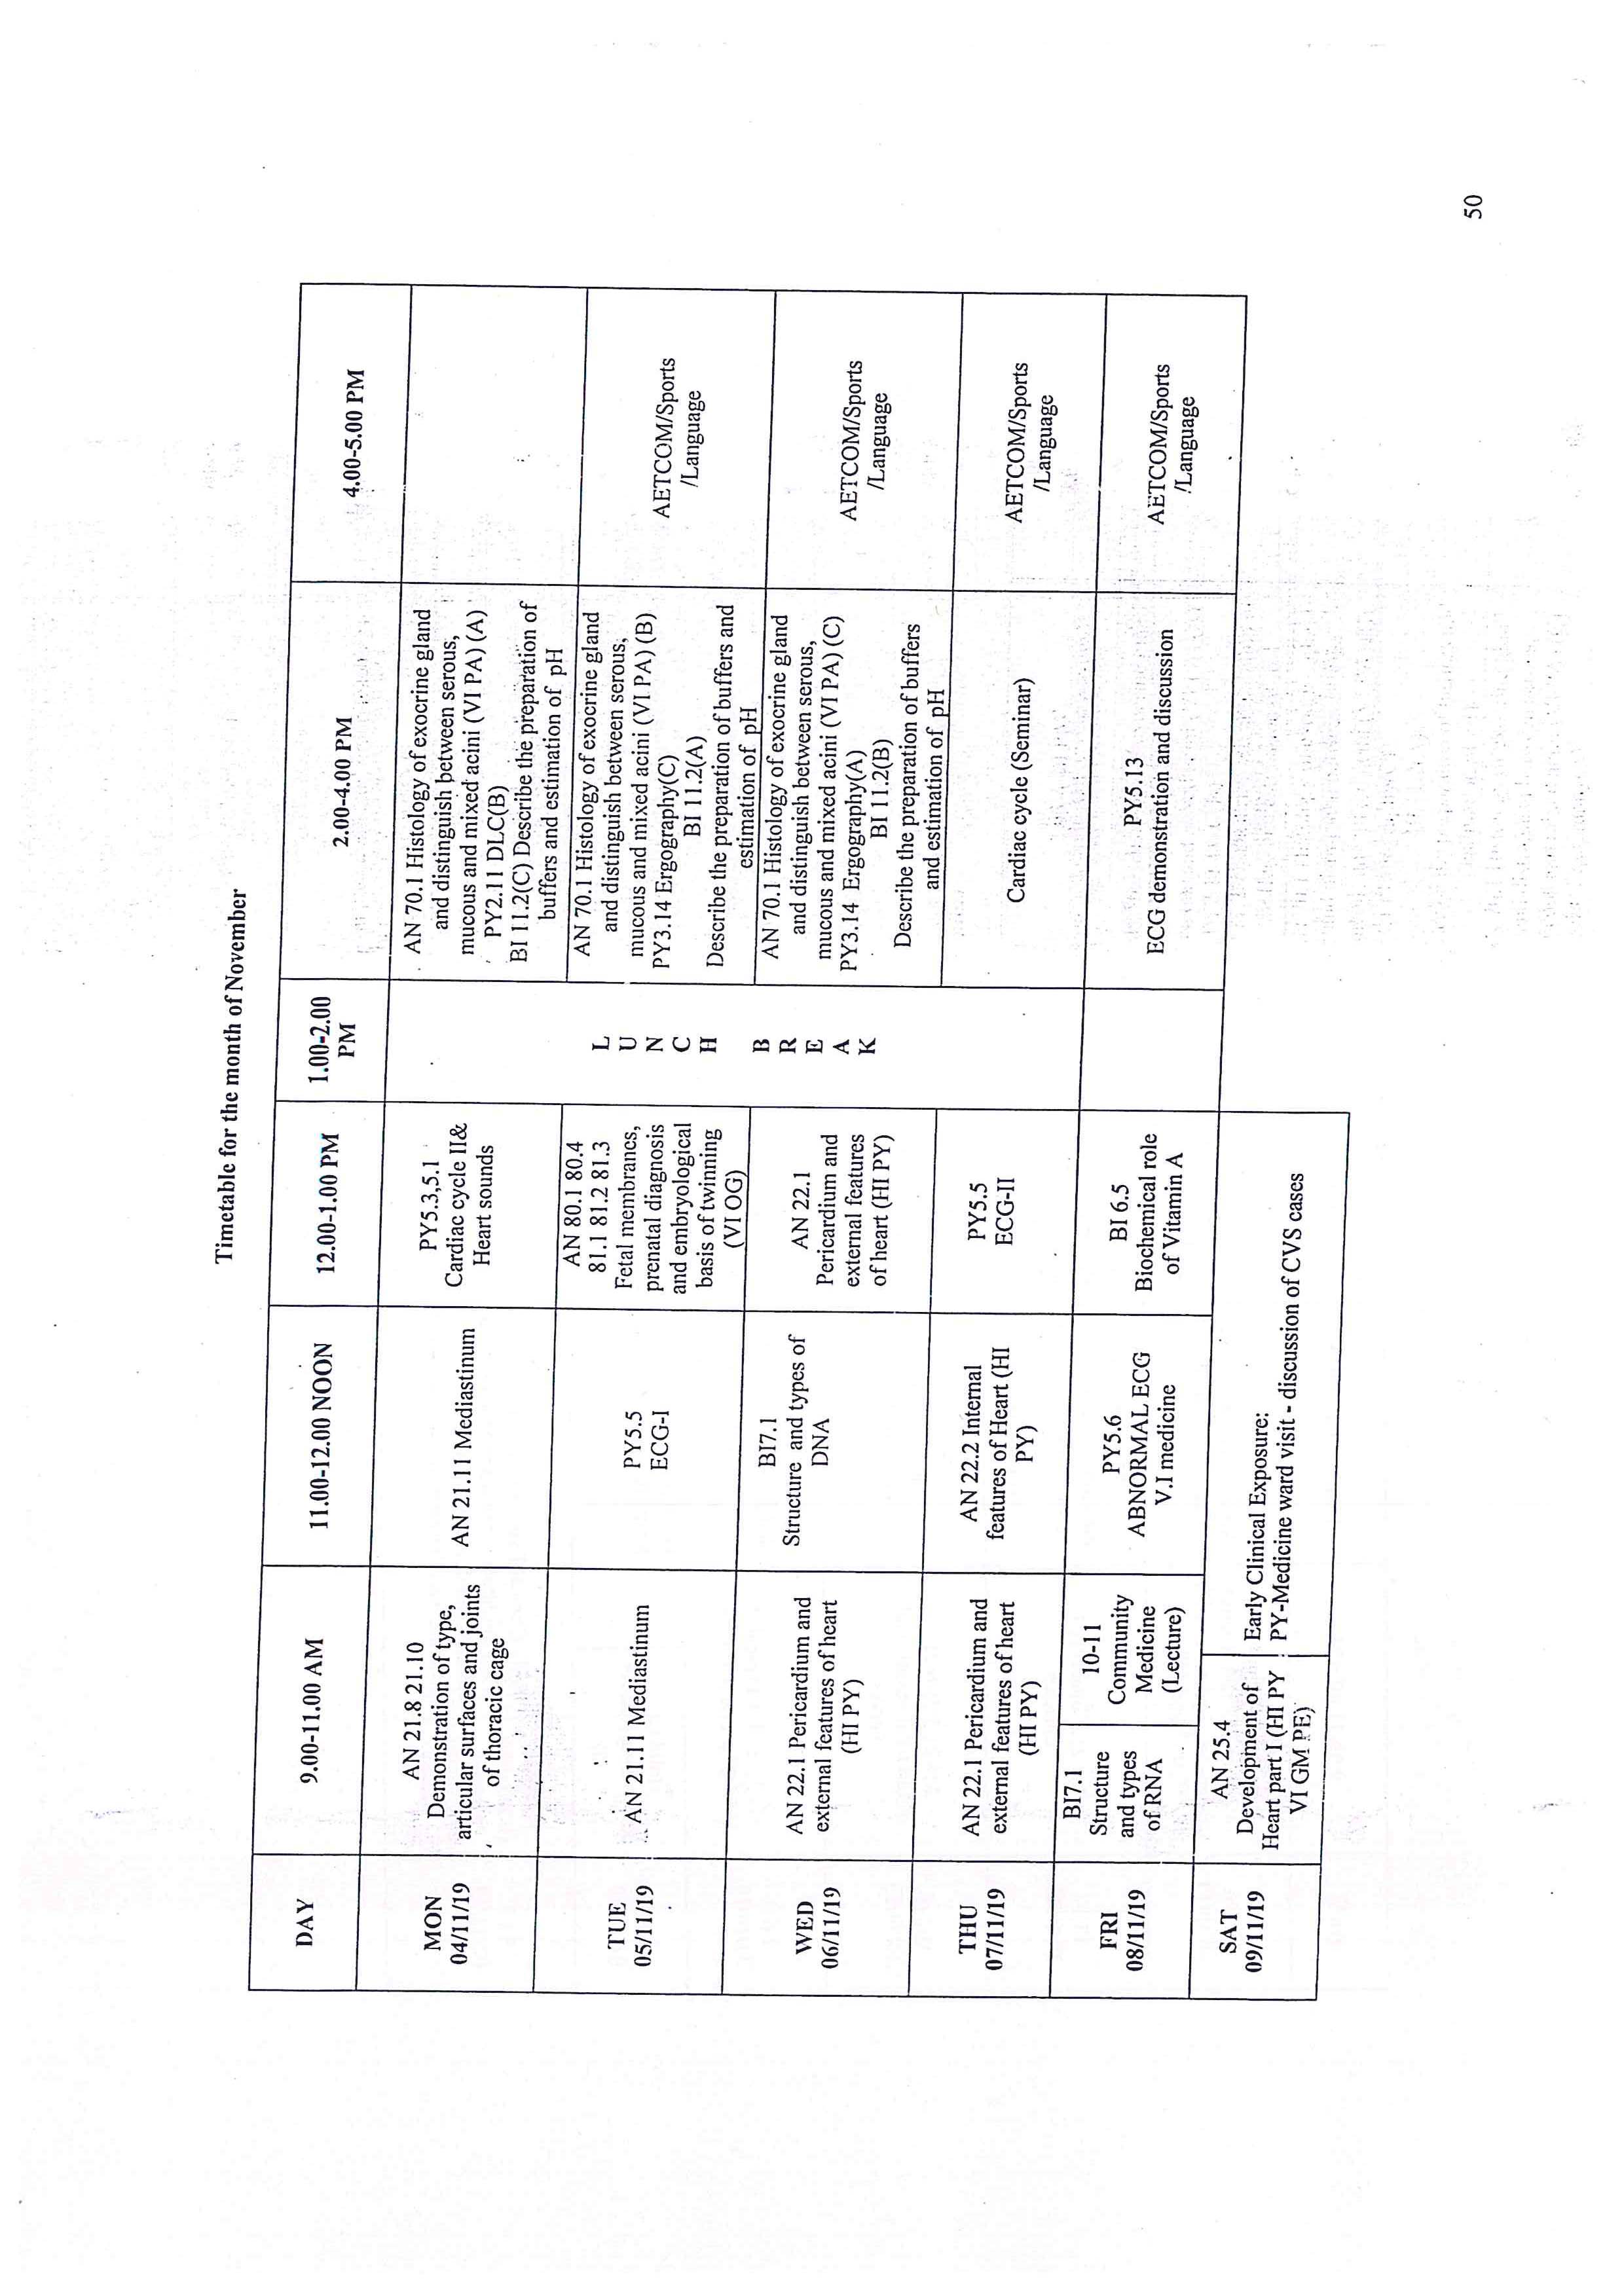 Timetable for the month of November
DAY
9.00-11.00 AM
11.00-12.00 NOON
12.00-1.00 PM
1.00-2.00
PM
2.00-4.00 PM
4.00-5.00 PM
MON
04/11/19
AN 21.8 21.10
Demonstration of type,
articular surfaces and joints
of thoracic cage
AN 21.11 Mediastinum
PY5.3,5.1
Cardiac cycle II&
Heart sounds
L
U
N
C
H
B
R
E
A
K
AN 70.1 Histology of exocrine gland
and distinguish between serous,
mucous and mixed acini (VI PA) (A)
PY2.11 DLC(B)
BI 11.2(C) Describe the preparation of
buffers and estimation of pH
TUE
05/11/19
AN 21.11 Mediastinum
PY5.5
ECG-I
AN 80.1 80.4
81.1 81.2 81.3
Fetal membranes,
prenatal diagnosis
and embryological
basis of twinning
(VI OG)
AN 70.1 Histology of exocrine gland
and distinguish between serous,
mucous and mixed acini (VI PA) (B)
PY3.14 Ergography(C)
BI 11.2(A)
Describe the preparation of buffers and
estimation of pH
AETCOM/Sports
/Language
WED
06/11/19
AN 22.1 Pericardium and
external features of heart
(HI PY)
BI7.1
Structure and types of
DNA
AN 22.1
Pericardium and
external features
of heart (HI PY)
AN 70.1 Histology of exocrine gland
and distinguish between serous,
mucous and mixed acini (VI PA) (C)
PY3.14 Ergography(A)
BI 11.2(B)
Describe the preparation of buffers
and estimation of pH
AETCOM/Sports
/Language
THU
07/11/19
AN 22.1 Pericardium and
external features of heart
(HI PY)
AN 22.2 Internal
features of Heart (HI
PY)
PY5.5
ECG-II
Cardiac cycle (Seminar)
AETCOM/Sports
/Language
FRI
08/11/19
BI7.1
Structure
and types
of RNA
10-11
Community
Medicine
(Lecture)
PY5.6
ABNORMAL ECG
V.I medicine
BI 6.5
Biochemical role
of Vitamin A
PY5.13
ECG demonstration and discussion
AETCOM/Sports
/Language
SAT
09/11/19
AN 25.4
Development of
Heart part I (HI PY
VI GM PE)
Early Clinical Exposure:
PY-Medicine ward visit - discussion of CVS cases
50